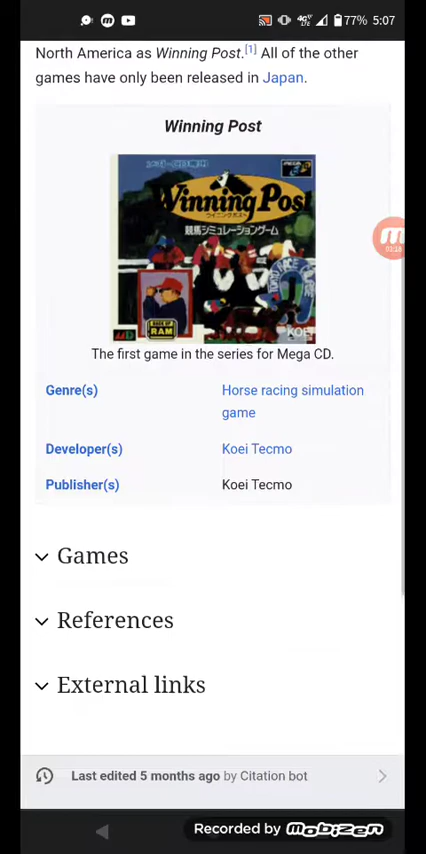 77% 5:07
North America as Winning Post.[1] All of the other
games have only been released in Japan.
Winning Post
Winning Post
ウイニングポスト
競馬シミュレーションゲーム
BACK UP
RAM
KOEI
The first game in the series for Mega CD.
Genre(s)
Horse racing simulation
game
Developer(s)
Koei Tecmo
Publisher(s)
Koei Tecmo
Games
References
External links
Last edited 5 months ago by Citation bot
Recorded by mobizen